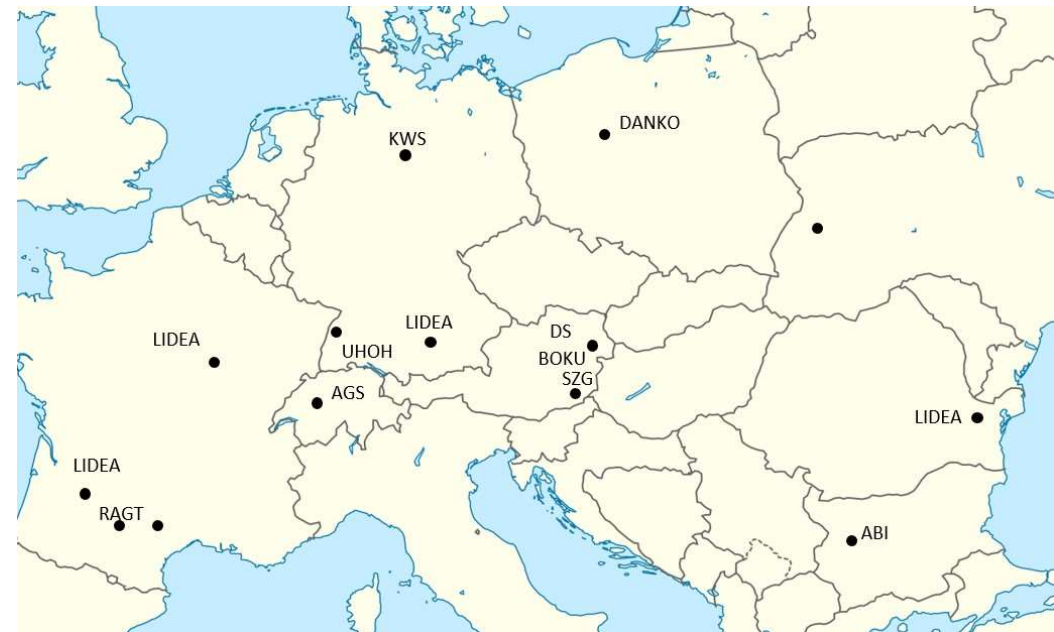 DANKO
KWS
LIDEA
LIDEA
UHOH
DS
BOKU
SZG
AGS
LIDEA
LIDEA
RAGT
ABI